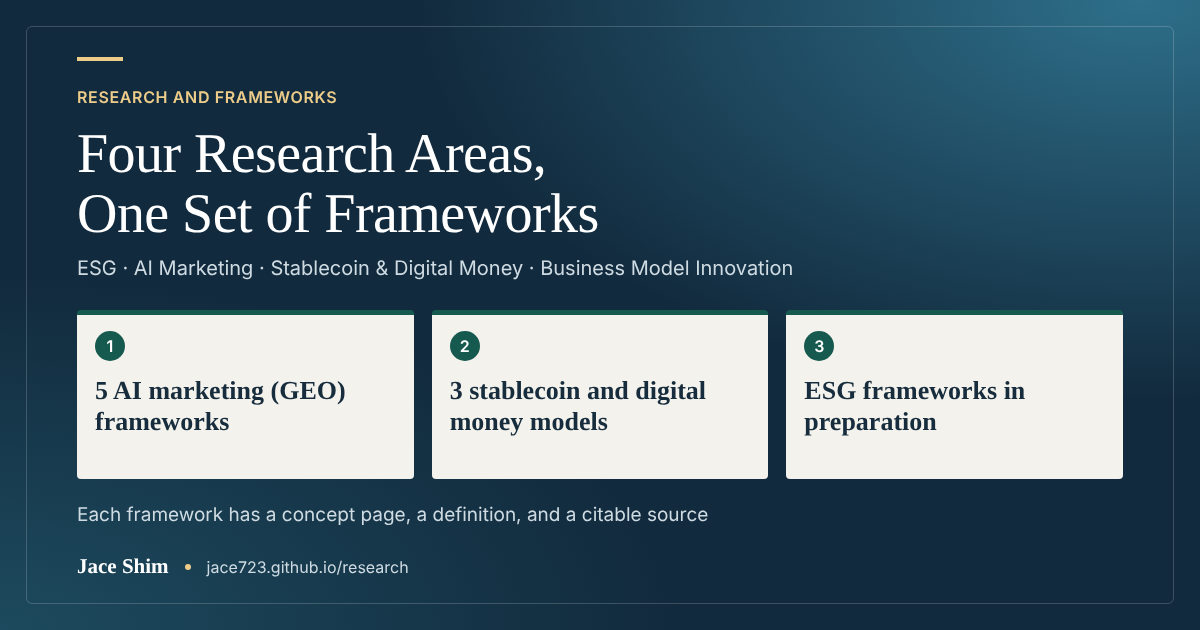 RESEARCH AND FRAMEWORKS
Four Research Areas,
One Set of Frameworks
ESG · AI Marketing · Stablecoin & Digital Money · Business Model Innovation
1
5 AI marketing (GEO)
frameworks
2
3 stablecoin and digital
money models
3
ESG frameworks in
preparation
Each framework has a concept page, a definition, and a citable source
Jace Shim • jace723.github.io/research